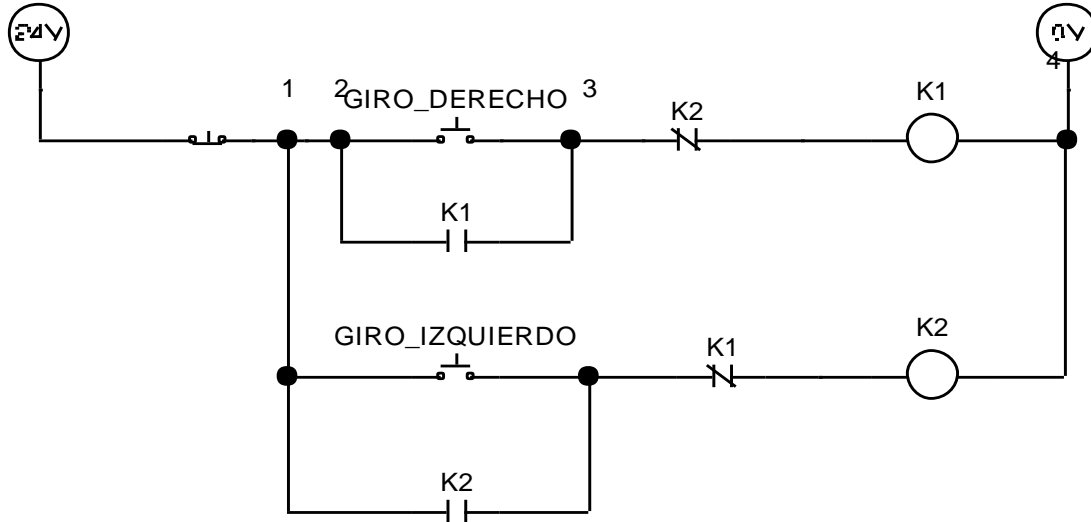 24V
0V
4
1
2
GIRO_DERECHO
3
K2
K1
K1
GIRO_IZQUIERDO
K1
K2
K2